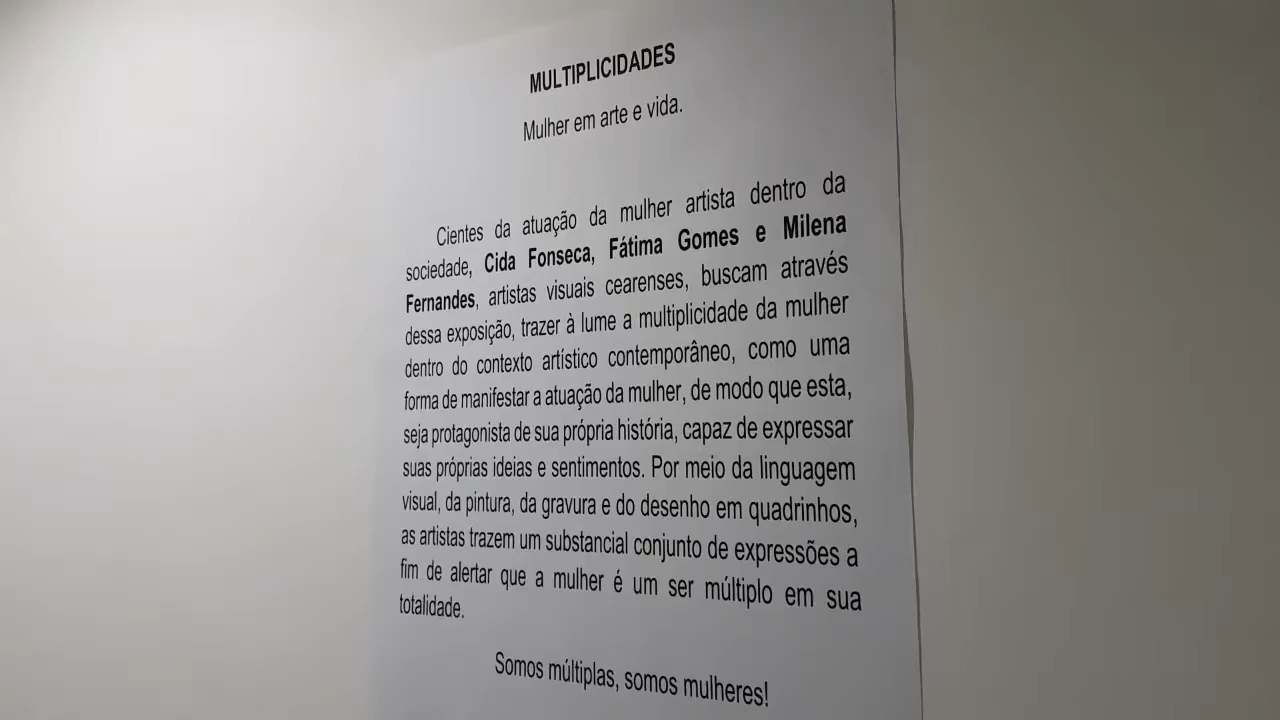 MULTIPLICIDADES
Mulher em arte e vida.
Cientes da atuação da mulher artista dentro da
sociedade, Cida Fonseca, Fátima Gomes e Milena
Fernandes, artistas visuais cearenses, buscam através
dessa exposição, trazer à lume a multiplicidade da mulher
dentro do contexto artístico contemporâneo, como uma
forma de manifestar a atuação da mulher, de modo que esta,
seja protagonista de sua própria história, capaz de expressar
suas próprias ideias e sentimentos. Por meio da linguagem
visual, da pintura, da gravura e do desenho em quadrinhos,
as artistas trazem um substancial conjunto de expressões a
fim de alertar que a mulher é um ser múltiplo em sua
totalidade.
Somos múltiplas, somos mulheres!